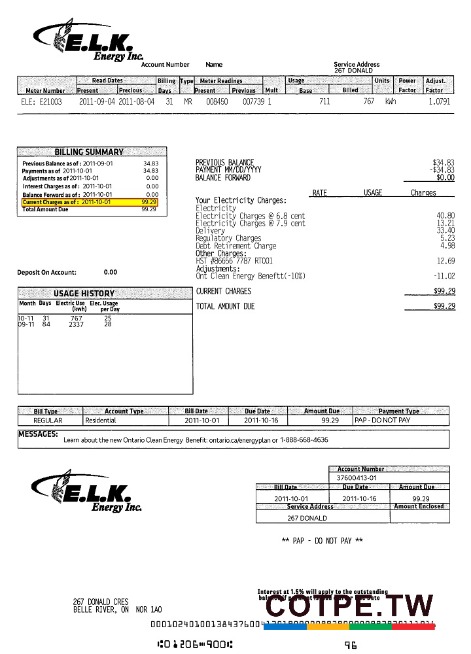 E.L.K.
Energy Inc.
Account Number Name Service Address
267 DONALD
Read Dates Billing Type Meter Readings Usage Units Power Adjust.
Meter Number Present Previous Days Present Previous Mult Base Billed Factor Factor
ELE: E21003 2011-09-04 2011-08-04 31 MR 008450 007739 1 711 767 kWh 1.0791
BILLING SUMMARY
Previous Balance as of : 2011-09-01 34.83
Payments as of 2011-10-01 34.83
Adjustments as of : 2011-10-01 0.00
Interest Charges as of : 2011-10-01 0.00
Balance Forward as of : 2011-10-01 0.00
Current Charges as of : 2011-10-01 99.29
Total Amount Due 99.29
PREVIOUS BALANCE $34.83
PAYMENT MM/DD/YYYY -$34.83
BALANCE FORWARD $0.00
RATE USAGE Charges
Your Electricity Charges:
Electricity
Electricity Charges @ 6.8 cent 40.80
Electricity Charges @ 7.9 cent 13.21
Delivery 33.40
Regulatory Charges 5.23
Debt Retirement Charge 4.98
Other Charges:
HST #86656 7787 RT001 12.69
Adjustments:
Ont Clean Energy Benefit(-10%) -11.02
CURRENT CHARGES $99.29
TOTAL AMOUNT DUE $99.29
Deposit On Account: 0.00
USAGE HISTORY
Month Days Electric Use Elec. Usage
(kwh) per Day
10-11 31 767 25
09-11 84 2337 28
Bill Type Account Type Bill Date Due Date Amount Due Payment Type
REGULAR Residential 2011-10-01 2011-10-16 99.29 PAP - DO NOT PAY
MESSAGES:
Learn about the new Ontario Clean Energy Benefit: ontario.ca/energyplan or 1-888-668-4636
E.L.K.
Energy Inc.
Account Number
37600413-01
Bill Date Due Date Amount Due
2011-10-01 2011-10-16 99.29
Service Address Amount Enclosed
267 DONALD
** PAP - DO NOT PAY **
Interest at 1.5% will apply to the outstanding
267 DONALD CRES
BELLE RIVER, ON N0R 1A0
COTPE.TW